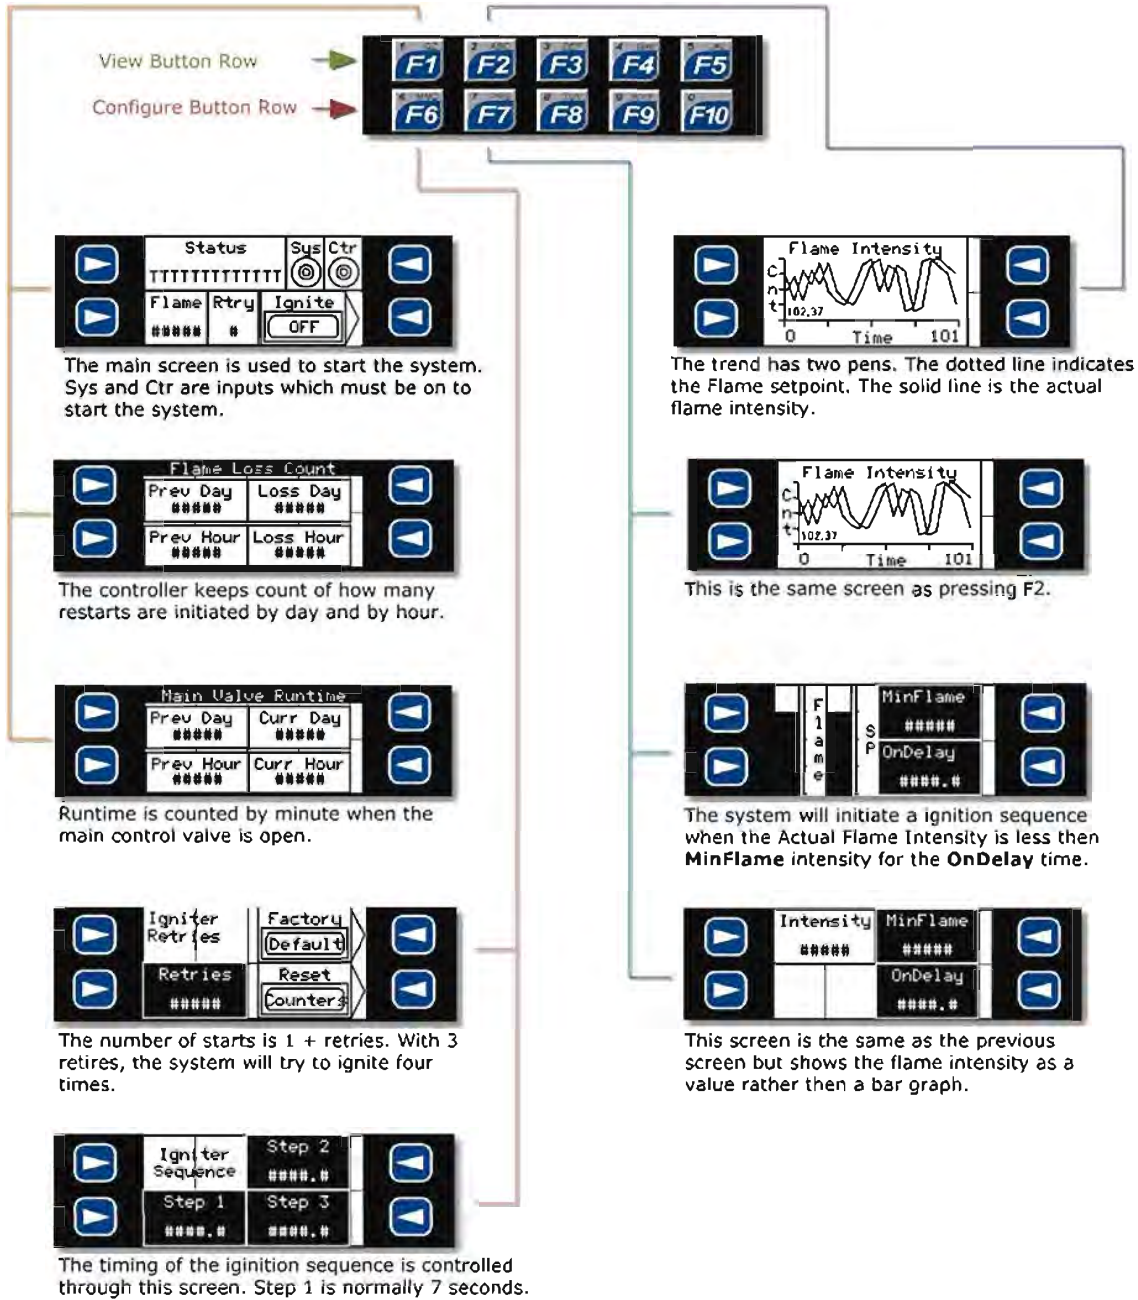 F1 F2 F3 F4 F5
View Button Row
Configure Button Row
F6 F7 F8 F9 F10
Status Sys Ctr
TTTTTTTTTTTT
Flame Rtry Ignite
##### # OFF
The main screen is used to start the system.
Sys and Ctr are inputs which must be on to
start the system.
Flame Loss Count
Prev Day Loss Day
##### #####
Prev Hour Loss Hour
##### #####
The controller keeps count of how many
restarts are initiated by day and by hour.
Main Valve Runtime
Prev Day Curr Day
##### #####
Prev Hour Curr Hour
##### #####
Runtime is counted by minute when the
main control valve is open.
Igniter Factory
Retries Default
Retries Reset
##### Counters
The number of starts is 1 + retries. With 3
retires, the system will try to ignite four
times.
Igniter Step 2
Sequence ####.#
Step 1 Step 3
####.# ####.#
The timing of the iginition sequence is controlled
through this screen. Step 1 is normally 7 seconds.
Flame Intensity
Cnt
102.37
0 Time 101
The trend has two pens. The dotted line indicates
the Flame setpoint. The solid line is the actual
flame intensity.
Flame Intensity
Cnt
102.37
0 Time 101
This is the same screen as pressing F2.
Flame SP MinFlame
#####
OnDelay
####.#
The system will initiate a ignition sequence
when the Actual Flame Intensity is less then
MinFlame intensity for the OnDelay time.
Intensity MinFlame
##### #####
OnDelay
####.#
This screen is the same as the previous
screen but shows the flame intensity as a
value rather then a bar graph.